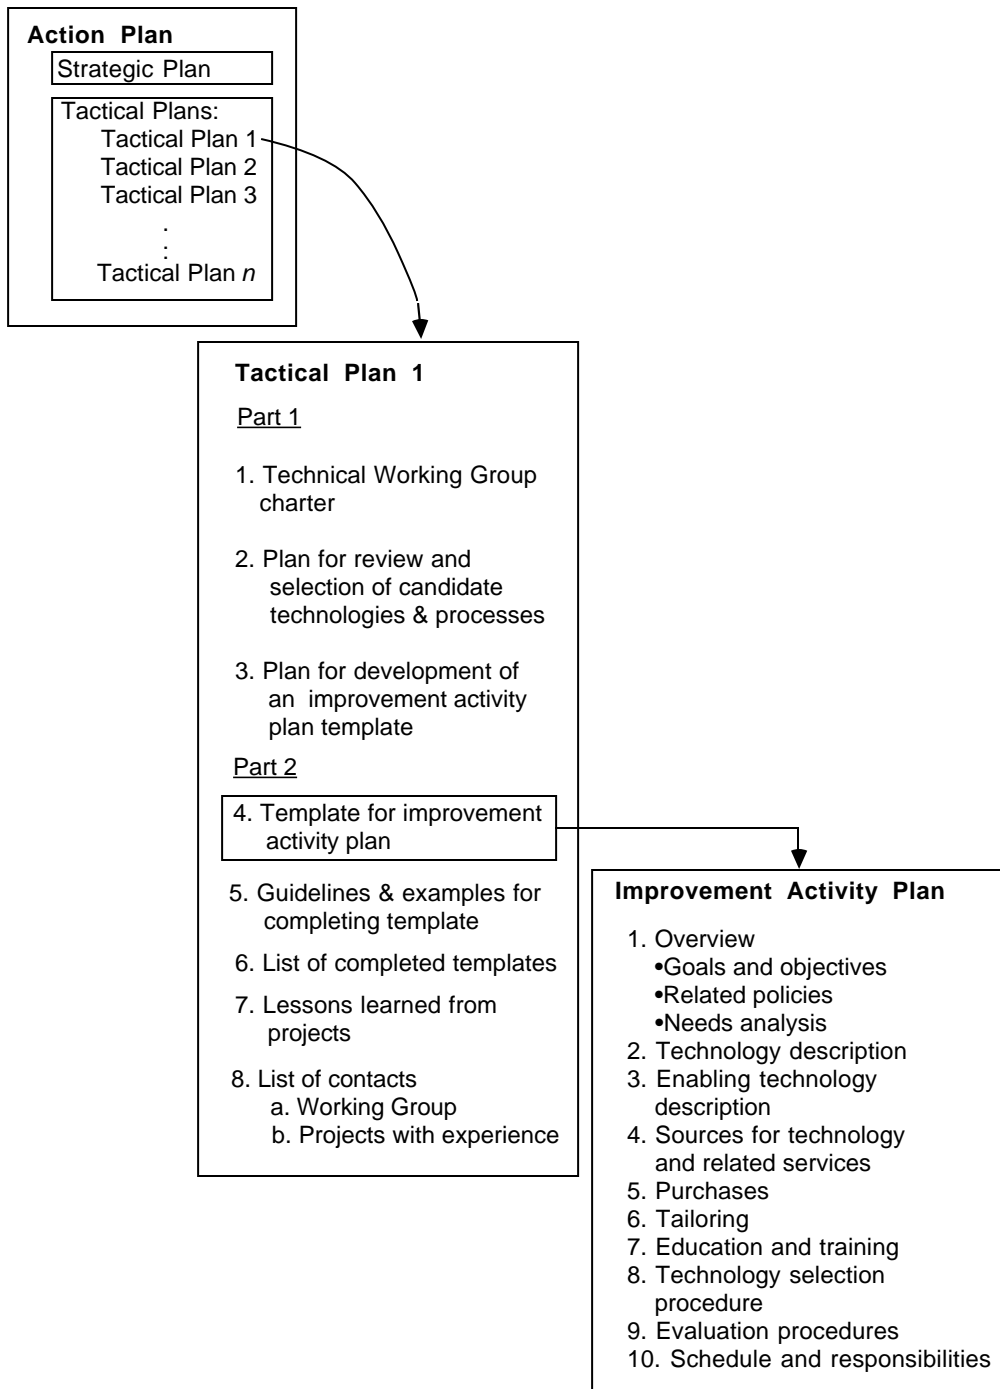 Action Plan
Strategic Plan
Tactical Plans:
Tactical Plan 1
Tactical Plan 2
Tactical Plan 3
.
.
.
Tactical Plan n
Tactical Plan 1
Part 1
1. Technical Working Group
charter
2. Plan for review and
selection of candidate
technologies & processes
3. Plan for development of
an improvement activity
plan template
Part 2
4. Template for improvement
activity plan
5. Guidelines & examples for
completing template
6. List of completed templates
7. Lessons learned from
projects
8. List of contacts
a. Working Group
b. Projects with experience
Improvement Activity Plan
1. Overview
•Goals and objectives
•Related policies
•Needs analysis
2. Technology description
3. Enabling technology
description
4. Sources for technology
and related services
5. Purchases
6. Tailoring
7. Education and training
8. Technology selection
procedure
9. Evaluation procedures
10. Schedule and responsibilities